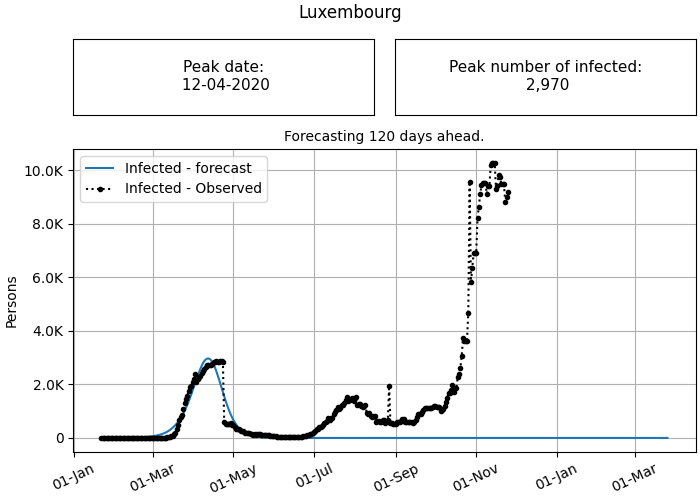 Luxembourg
Peak date:
12-04-2020
Peak number of infected:
2,970
Forecasting 120 days ahead.
Infected - forecast
Infected - Observed
10.0K
8.0K
6.0K
4.0K
2.0K
0
Persons
01-Jan
01-Mar
01-May
01-Jul
01-Sep
01-Nov
01-Jan
01-Mar